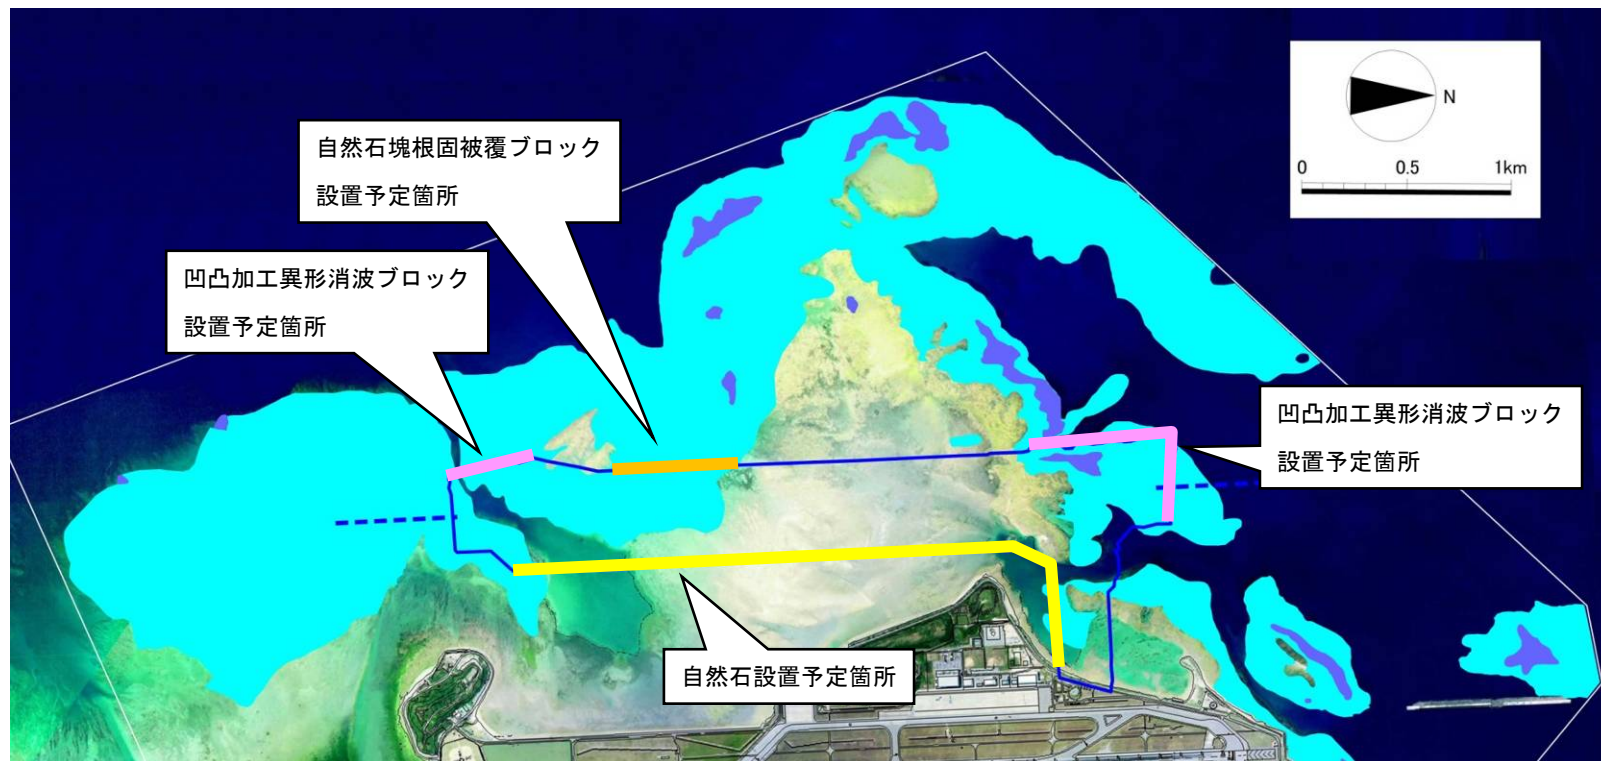 N
0 0.5 1km
自然石塊根固被覆ブロック
設置予定箇所
凹凸加工異形消波ブロック
設置予定箇所
凹凸加工異形消波ブロック
設置予定箇所
自然石設置予定箇所